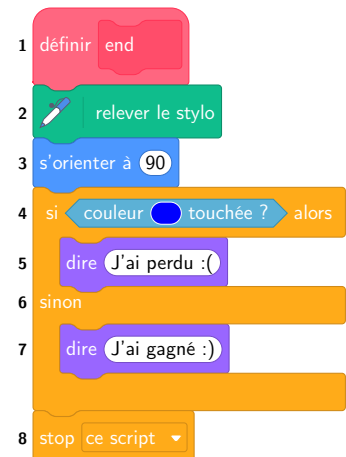 1 définir end
2 relever le stylo
3 s'orienter à 90
4 si couleur touchée ? alors
5 dire J'ai perdu :(
6 sinon
7 dire J'ai gagné :)
8 stop ce script